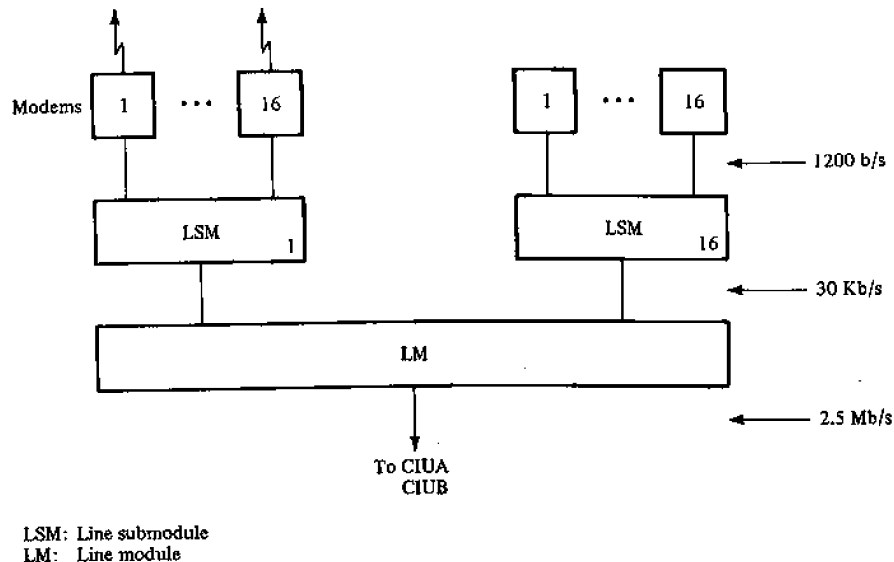 Modems 1 • • • 16 1 • • • 16
1200 b/s
LSM 1 LSM 16
30 Kb/s
LM
2.5 Mb/s
To CIUA
CIUB
LSM: Line submodule
LM: Line module